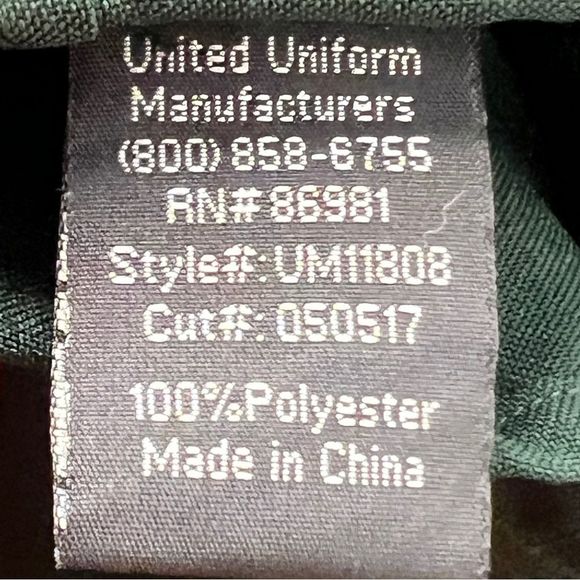 United Uniform
Manufacturers
(800) 858-6755
RN# 86981
Style#: UM11808
Cut#: 050517
100% Polyester
Made in China